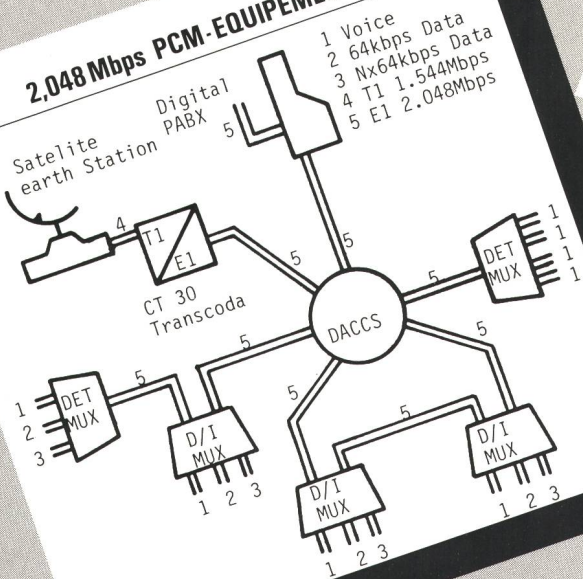 2,048 Mbps PCM-EQUIPEME
1 Voice
2 64kbps Data
3 Nx64kbps Data
4 T1 1.544Mbps
5 E1 2.048Mbps
Digital
PABX
5
Satelite
earth Station
4
T1
E1
CT 30
Transcoda
5
5
DACCS
5
DET
MUX
1
1
1
1
5
5
5
5
1
2
3
DET
MUX
5
D/I
MUX
1 2 3
D/I
MUX
1 2 3
D/I
MUX
1 2 3